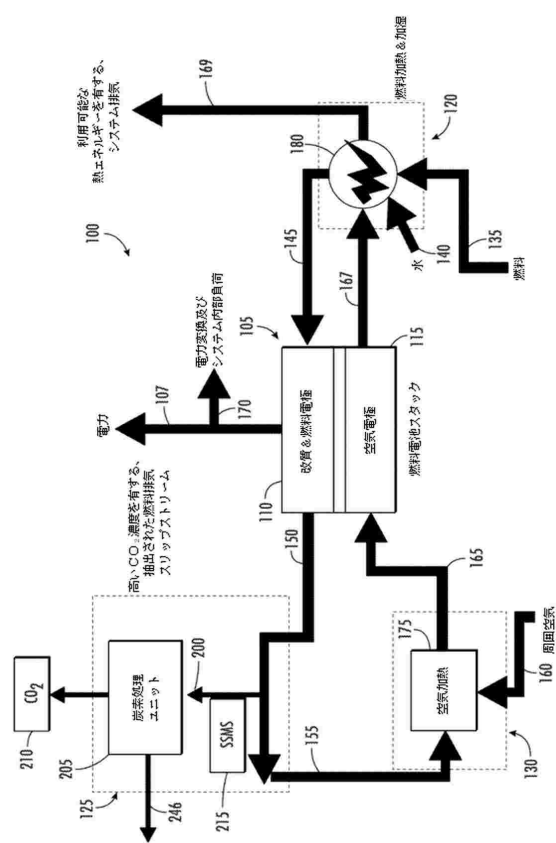 100
利用可能な
熱エネルギーを有する、
システム排気
169
燃料加熱&加湿
120
180
145
167
水
140
135
燃料
電力変換及び
システム内部負荷
105
115
電力
107
170
改質&燃料電極
空気電極
110
燃料電池スタック
高いCO₂濃度を有する、
抽出された燃料排気
スリップストリーム
150
165
CO₂
210
炭素処理
ユニット
200
205
SSMS
215
125
246
155
175
空気加熱
160
周囲空気
130